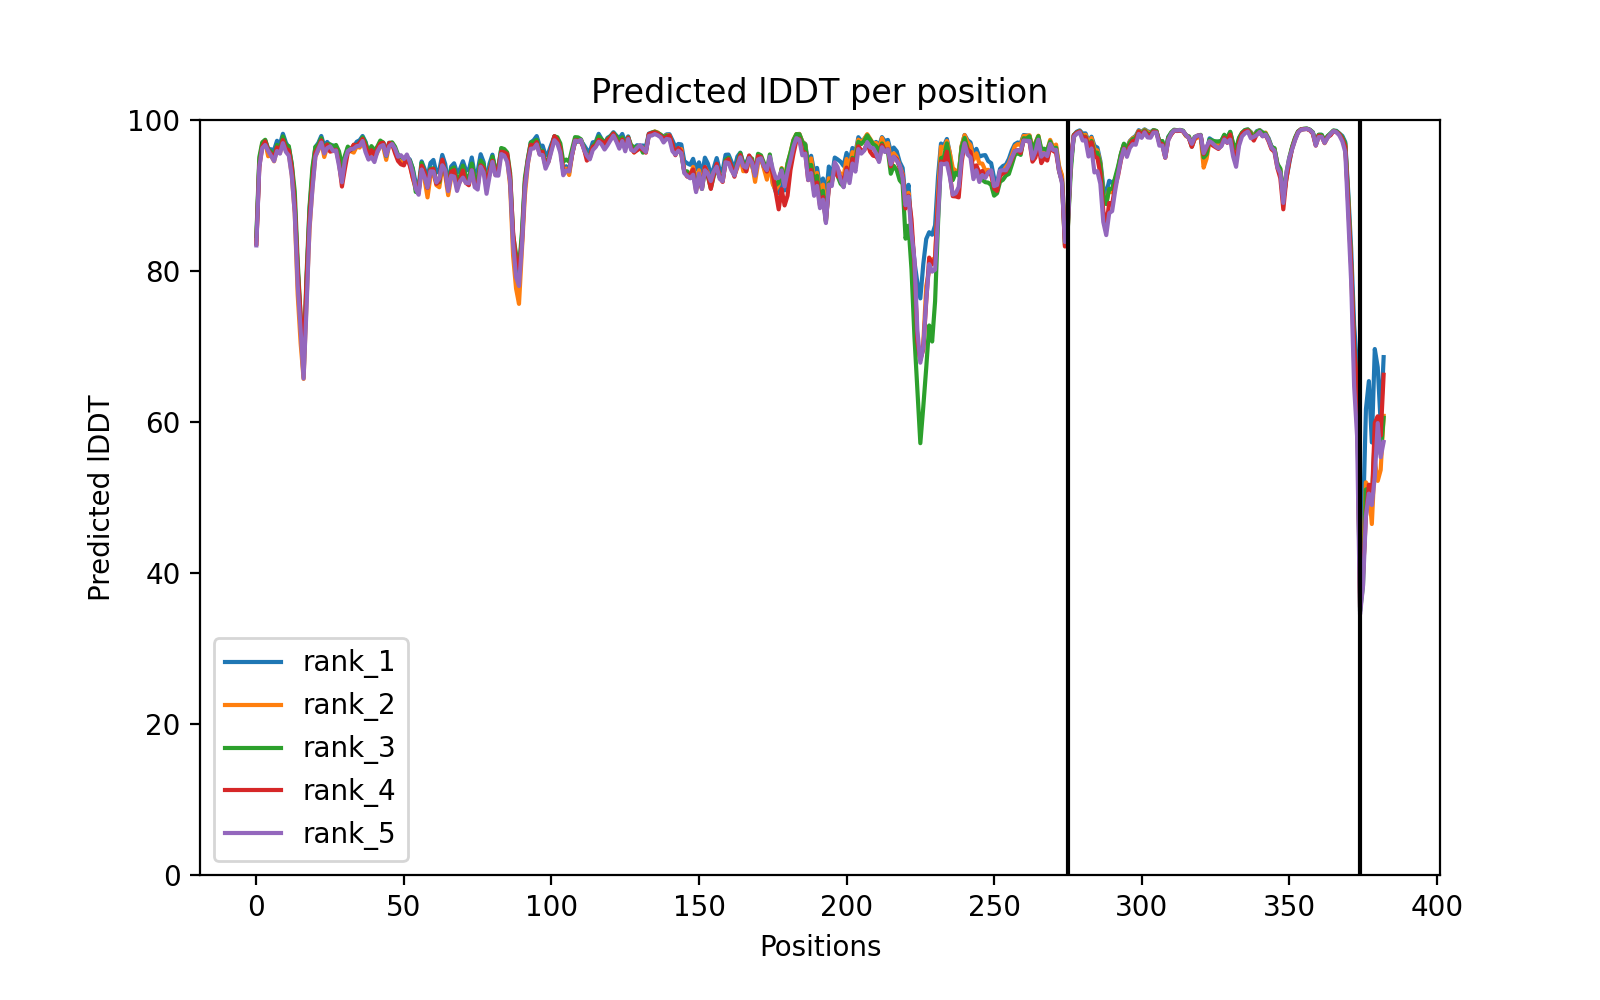 Predicted lDDT per position
100
80
60
40
20
0
Predicted lDDT
rank_1
rank_2
rank_3
rank_4
rank_5
0 50 100 150 200 250 300 350 400
Positions